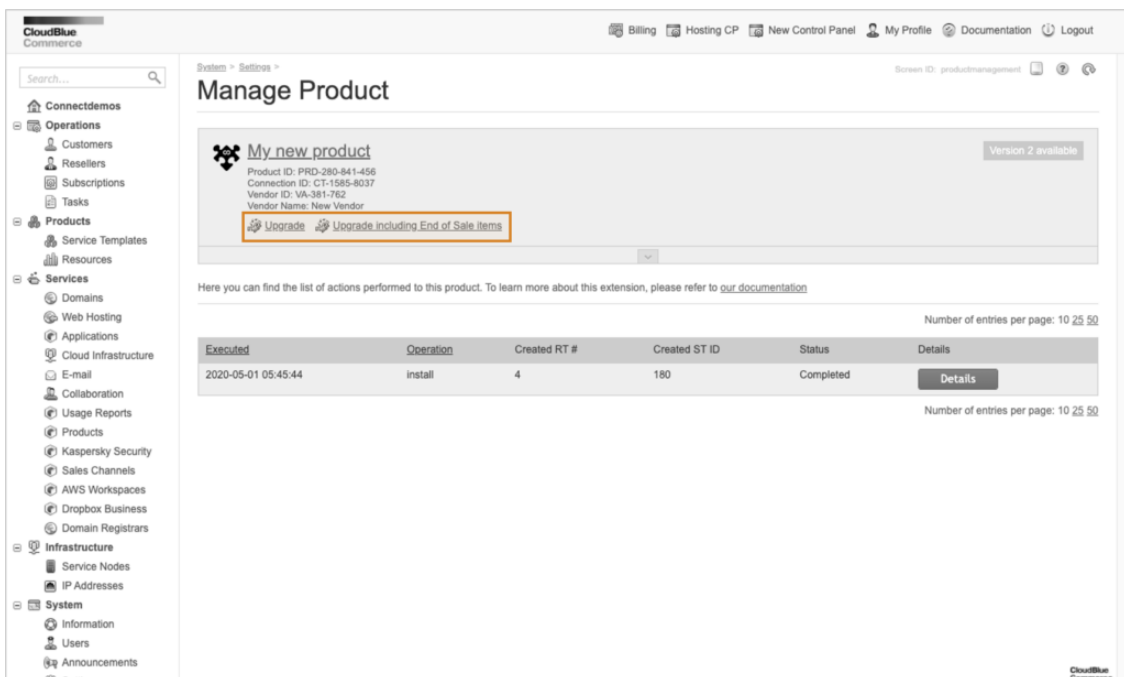 CloudBlue
Commerce
Billing Hosting CP New Control Panel My Profile Documentation Logout
Search...
Connectdemos
Operations
Customers
Resellers
Subscriptions
Tasks
Products
Service Templates
Resources
Services
Domains
Web Hosting
Applications
Cloud Infrastructure
E-mail
Collaboration
Usage Reports
Products
Kaspersky Security
Sales Channels
AWS Workspaces
Dropbox Business
Domain Registrars
Infrastructure
Service Nodes
IP Addresses
System
Information
Users
Announcements
System > Settings >
Screen ID: productmanagement
Manage Product
My new product
Version 2 available
Product ID: PRD-280-841-456
Connection ID: CT-1585-8037
Vendor ID: VA-381-762
Vendor Name: New Vendor
Upgrade Upgrade including End of Sale items
Here you can find the list of actions performed to this product. To learn more about this extension, please refer to our documentation
Number of entries per page: 10 25 50
Executed Operation Created RT # Created ST ID Status Details
2020-05-01 05:45:44 install 4 180 Completed Details
Number of entries per page: 10 25 50
CloudBlue